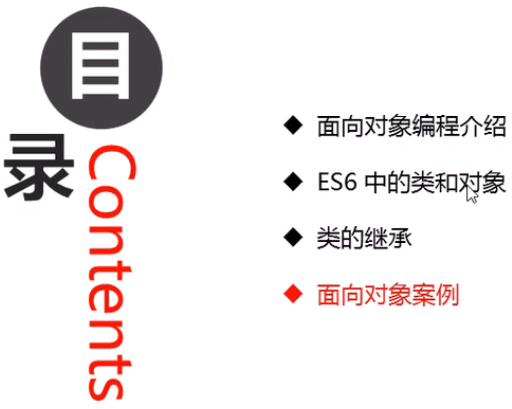 目
录
Contents
◆ 面向对象编程介绍
◆ ES6 中的类和对象
◆ 类的继承
◆ 面向对象案例